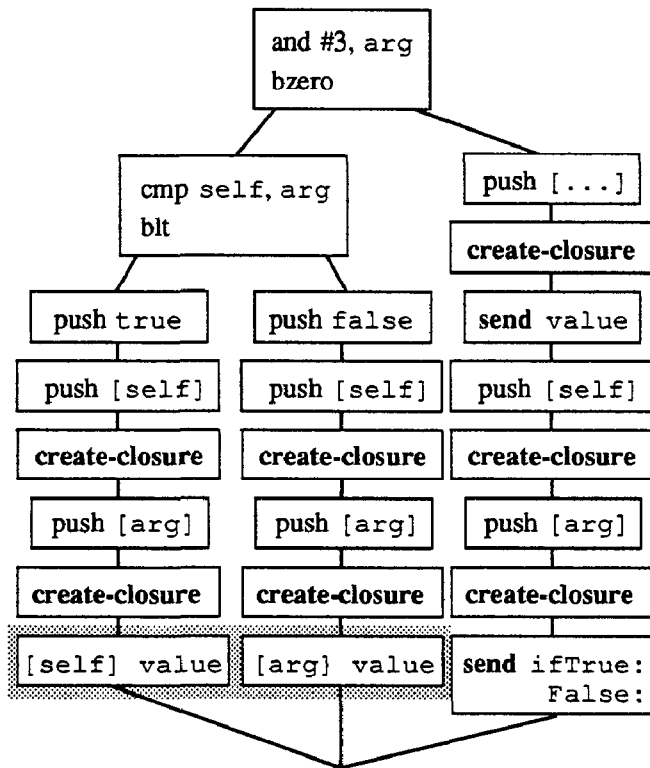 and #3, arg
bzero
cmp self, arg
blt
push [...]
create-closure
push true
push false
send value
push [self]
push [self]
push [self]
create-closure
create-closure
create-closure
push [arg]
push [arg]
push [arg]
create-closure
create-closure
create-closure
[self] value
[arg} value
send ifTrue:
False: